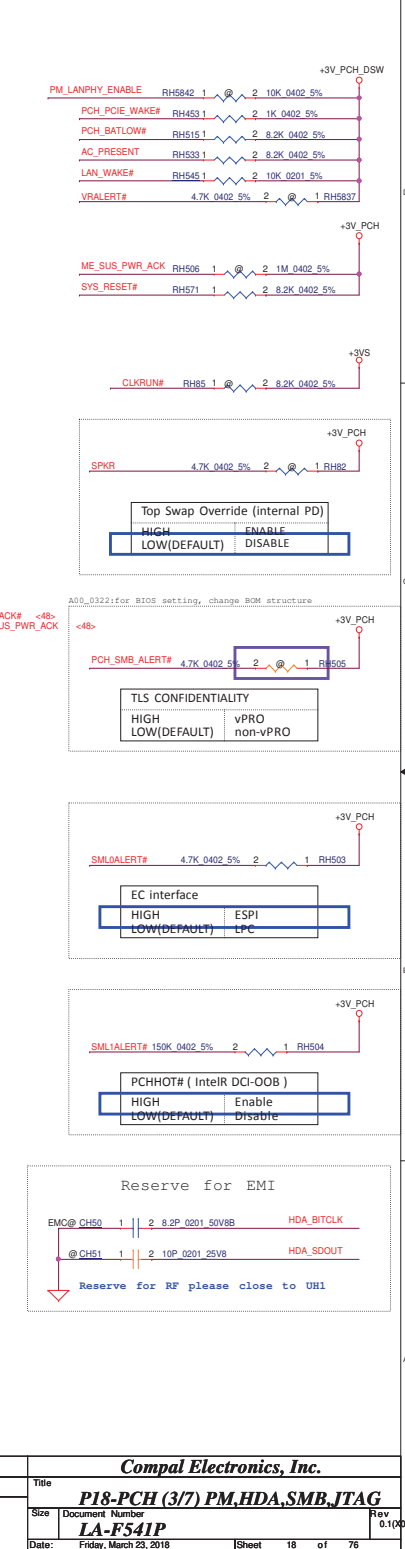 +3V_PCH_DSW
PM_LANPHY_ENABLE RH5842 1 @ 2 10K_0402_5%
PCH_PCIE_WAKE# RH453 1 2 1K_0402_5%
PCH_BATLOW# RH515 1 2 8.2K_0402_5%
AC_PRESENT RH533 1 2 8.2K_0402_5%
LAN_WAKE# RH545 1 2 10K_0201_5%
VRALERT# 4.7K_0402_5% 2 @ 1 RH5837
+3V_PCH
ME_SUS_PWR_ACK RH506 1 @ 2 1M_0402_5%
SYS_RESET# RH571 1 2 8.2K_0402_5%
+3VS
CLKRUN# RH85 1 @ 2 8.2K_0402_5%
+3V_PCH
SPKR 4.7K_0402_5% 2 @ 1 RH82
Top Swap Override (internal PD)
HIGH ENABLE
LOW(DEFAULT) DISABLE
A00_0322:for BIOS setting, change BOM structure
ACK# <48>
US_PWR_ACK <48>
+3V_PCH
PCH_SMB_ALERT# 4.7K_0402_5% 2 @ 1 RH505
TLS CONFIDENTIALITY
HIGH vPRO
LOW(DEFAULT) non-vPRO
+3V_PCH
SML0ALERT# 4.7K_0402_5% 2 1 RH503
EC interface
HIGH ESPI
LOW(DEFAULT) LPC
+3V_PCH
SML1ALERT# 150K_0402_5% 2 1 RH504
PCHHOT# ( IntelR DCI-OOB )
HIGH Enable
LOW(DEFAULT) Disable
Reserve for EMI
EMC@ CH50 1 2 8.2P_0201_50V8B HDA_BITCLK
@ CH51 1 2 10P_0201_25V8 HDA_SDOUT
Reserve for RF please close to UH1
Compal Electronics, Inc.
Title
P18-PCH (3/7) PM,HDA,SMB,JTAG
Size Document Number Rev
LA-F541P 0.1(X0
Date: Friday, March 23, 2018 Sheet 18 of 76